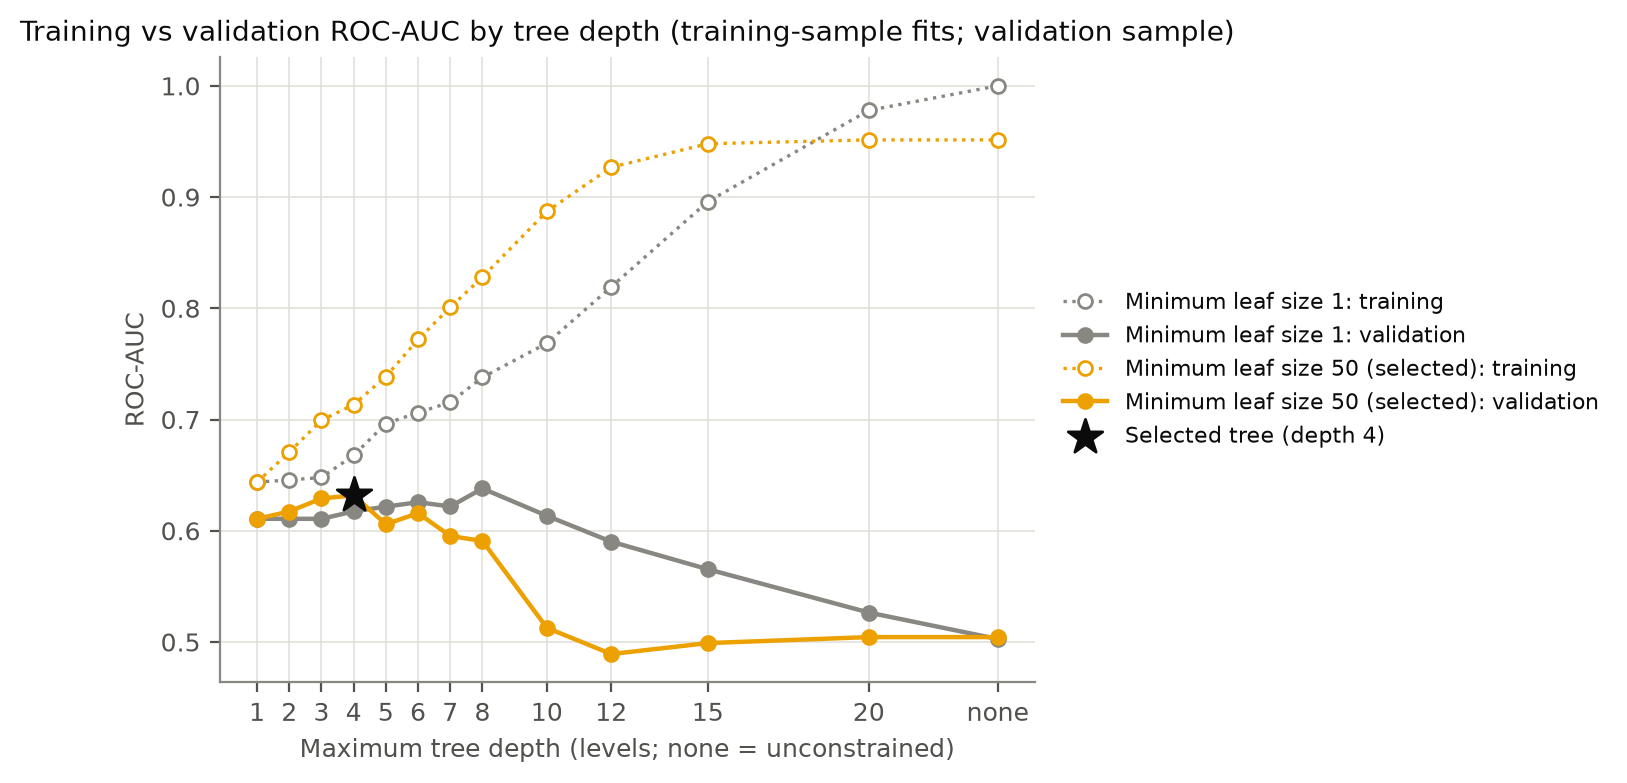 Training vs validation ROC-AUC by tree depth (training-sample fits; validation sample)
1.0
0.9
0.8
0.7
0.6
0.5
ROC-AUC
1 2 3 4 5 6 7 8 10 12 15 20 none
Maximum tree depth (levels; none = unconstrained)
Minimum leaf size 1: training
Minimum leaf size 1: validation
Minimum leaf size 50 (selected): training
Minimum leaf size 50 (selected): validation
Selected tree (depth 4)